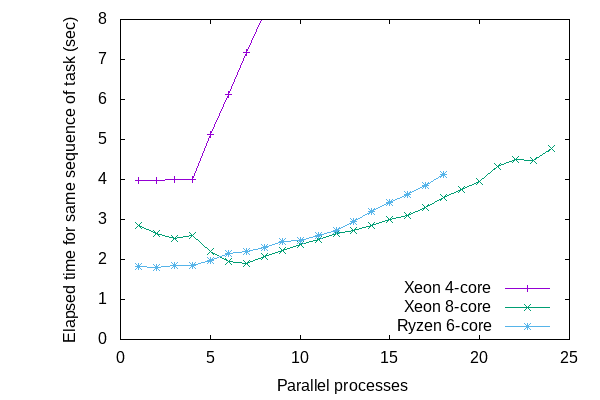 Elapsed time for same sequence of task (sec)
8
7
6
5
4
3
2
1
0
Xeon 4-core
Xeon 8-core
Ryzen 6-core
0 5 10 15 20 25
Parallel processes